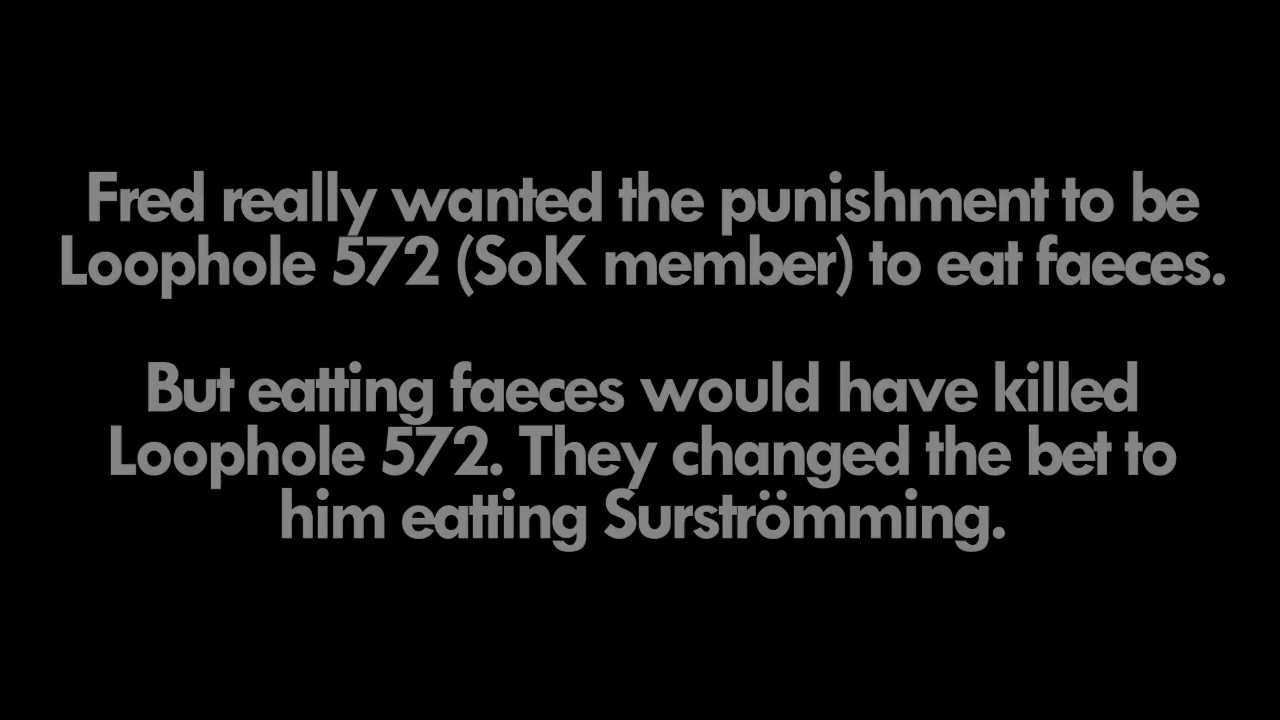 Fred really wanted the punishment to be
Loophole 572 (SoK member) to eat faeces.
But eatting faeces would have killed
Loophole 572. They changed the bet to
him eatting Surströmming.